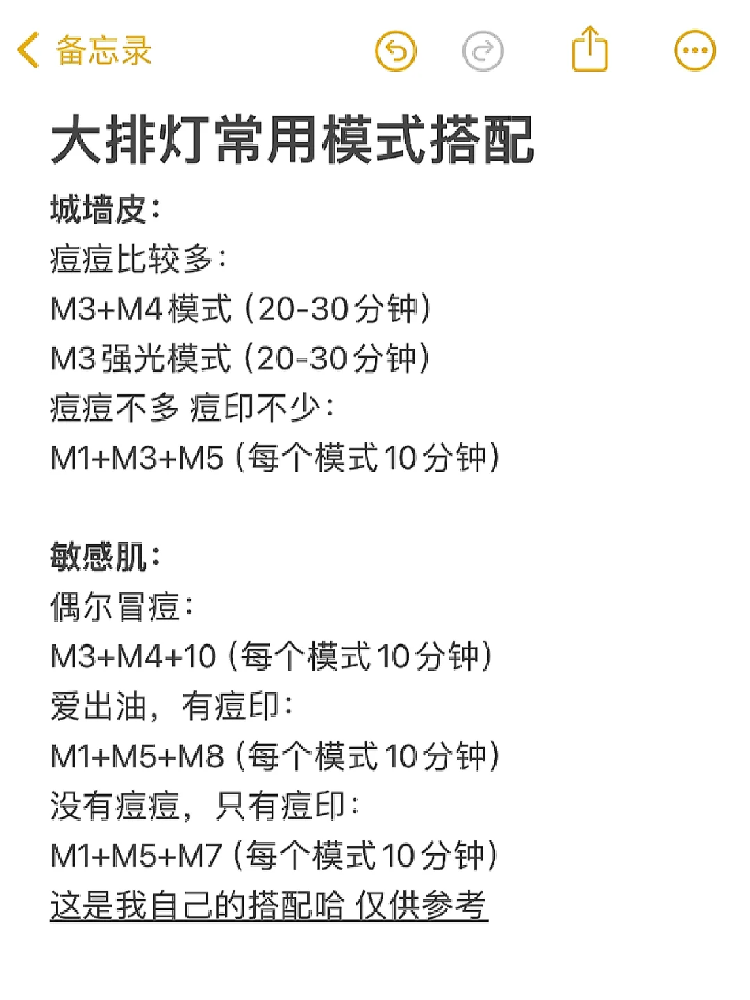 备忘录
大排灯常用模式搭配
城墙皮：
痘痘比较多：
M3+M4模式（20-30分钟）
M3强光模式（20-30分钟）
痘痘不多 痘印不少：
M1+M3+M5（每个模式10分钟）
敏感肌：
偶尔冒痘：
M3+M4+10（每个模式10分钟）
爱出油，有痘印：
M1+M5+M8（每个模式10分钟）
没有痘痘，只有痘印：
M1+M5+M7（每个模式10分钟）
这是我自己的搭配哈 仅供参考